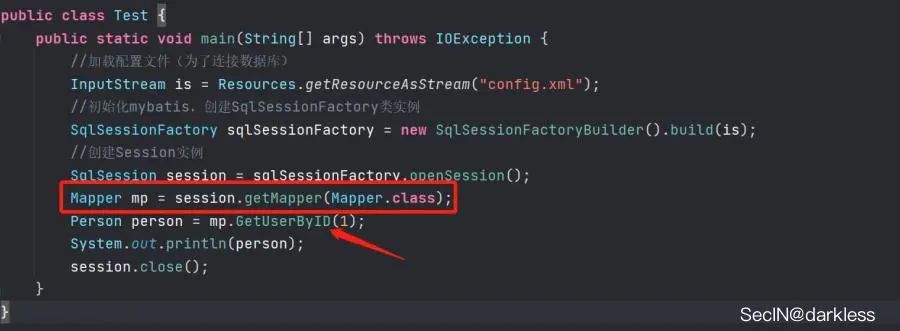 public class Test {
public static void main(String[] args) throws IOException {
//加载配置文件（为了连接数据库）
InputStream is = Resources.getResourceAsStream("config.xml");
//初始化mybatis，创建SqlSessionFactory类实例
SqlSessionFactory sqlSessionFactory = new SqlSessionFactoryBuilder().build(is);
//创建Session实例
SqlSession session = sqlSessionFactory.openSession();
Mapper mp = session.getMapper(Mapper.class);
Person person = mp.GetUserByID(1);
System.out.println(person);
session.close();
}
}
SecIN@darkless